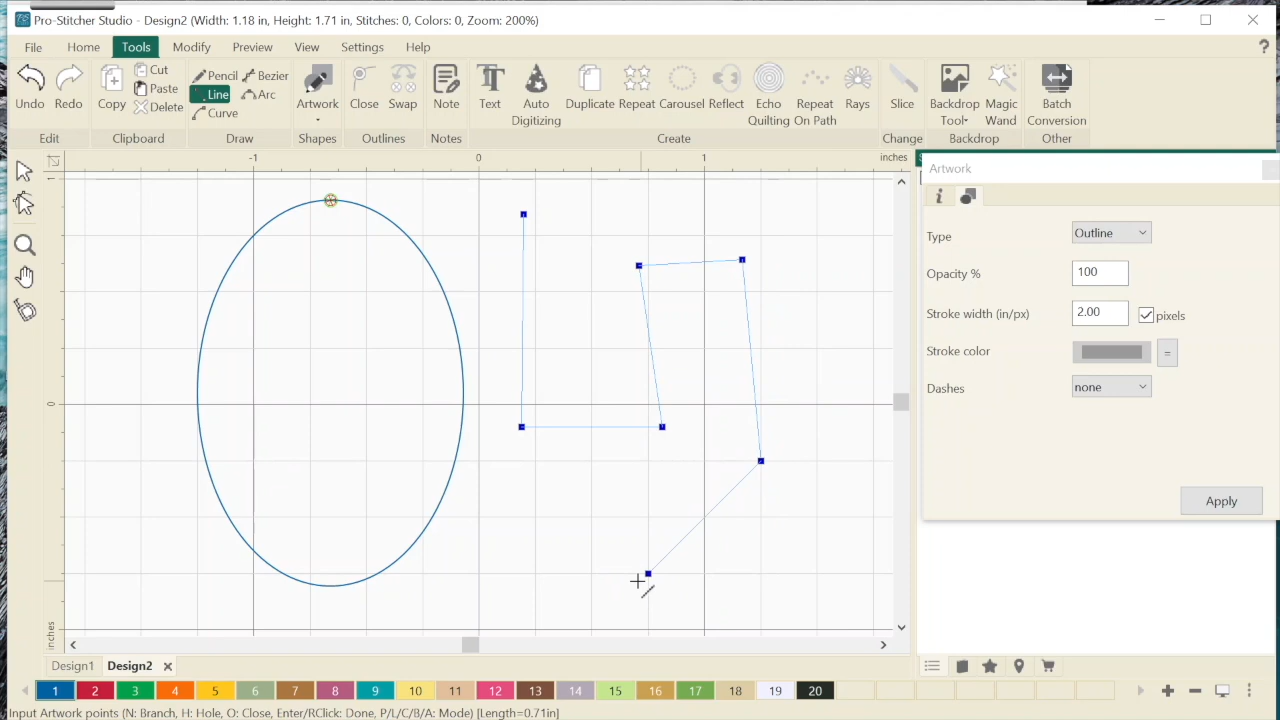 Pro-Stitcher Studio - Design2 (Width: 1.18 in, Height: 1.71 in, Stitches: 0, Colors: 0, Zoom: 200%)
File Home Tools Modify Preview View Settings Help ?
Undo Redo Copy Cut Paste Delete Pencil Bezier Line Arc Curve Artwork Close Swap Note Text Auto Digitizing Duplicate Repeat Carousel Reflect Echo Quilting Repeat On Path Rays Slice Backdrop Tool Magic Wand Batch Conversion
Edit Clipboard Draw Shapes Outlines Notes Create Change Backdrop Other
-1 0 1 inches
1
0
inches
Artwork
Type Outline
Opacity % 100
Stroke width (in/px) 2.00 pixels
Stroke color =
Dashes none
Apply
Design1 Design2
1 2 3 4 5 6 7 8 9 10 11 12 13 14 15 16 17 18 19 20
Input Artwork points (N: Branch, H: Hole, O: Close, Enter/RClick: Done, P/L/C/B/A: Mode) [Length=0.71in]